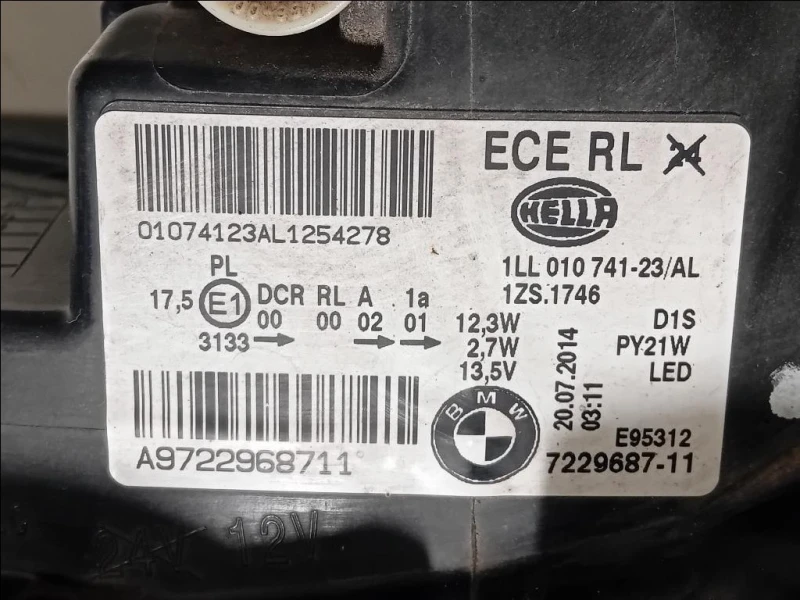 ECE RL 24
HELLA
01074123AL1254278
1LL 010 741-23/AL
1ZS.1746
PL
17,5 E1 DCR RL A 1a
00 00 02 01
3133
12,3W
2,7W
13,5V
20.07.2014
03:11
D1S
PY21W
LED
BMW
E95312
A9722968711
7229687-11
24V 12V